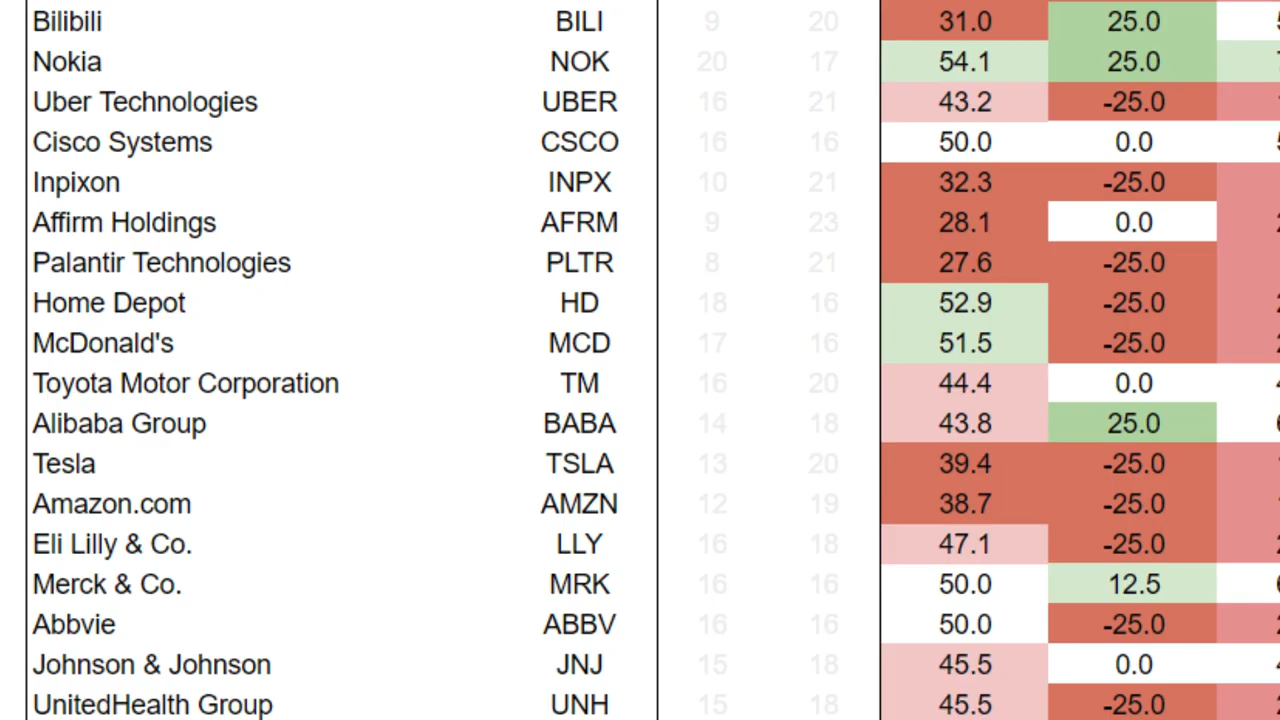 Bilibili BILI 9 20 31.0 25.0
Nokia NOK 20 17 54.1 25.0
Uber Technologies UBER 16 21 43.2 -25.0
Cisco Systems CSCO 16 16 50.0 0.0
Inpixon INPX 10 21 32.3 -25.0
Affirm Holdings AFRM 9 23 28.1 0.0
Palantir Technologies PLTR 8 21 27.6 -25.0
Home Depot HD 18 16 52.9 -25.0
McDonald's MCD 17 16 51.5 -25.0
Toyota Motor Corporation TM 16 20 44.4 0.0
Alibaba Group BABA 14 18 43.8 25.0
Tesla TSLA 13 20 39.4 -25.0
Amazon.com AMZN 12 19 38.7 -25.0
Eli Lilly & Co. LLY 16 18 47.1 -25.0
Merck & Co. MRK 16 16 50.0 12.5
Abbvie ABBV 16 16 50.0 -25.0
Johnson & Johnson JNJ 15 18 45.5 0.0
UnitedHealth Group UNH 15 18 45.5 -25.0